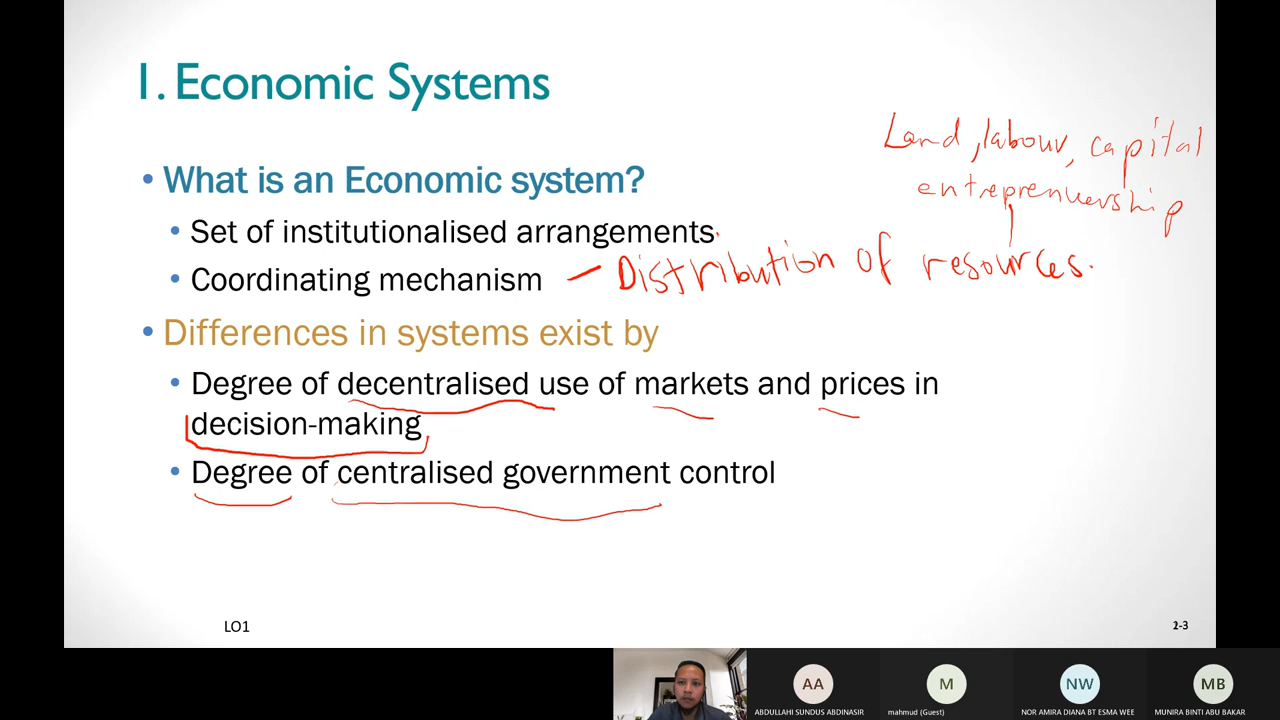 1. Economic Systems
Land, labour, capital
entreprenuership
• What is an Economic system?
• Set of institutionalised arrangements
• Coordinating mechanism – Distribution of resources.
• Differences in systems exist by
• Degree of decentralised use of markets and prices in
decision-making
• Degree of centralised government control
LO1
2-3
AA
M
NW
MB
ABDULLAHI SUNDUS ABDINASIR
mahmud (Guest)
NOR AMIRA DIANA BT ESMA WEE
MUNIRA BINTI ABU BAKAR